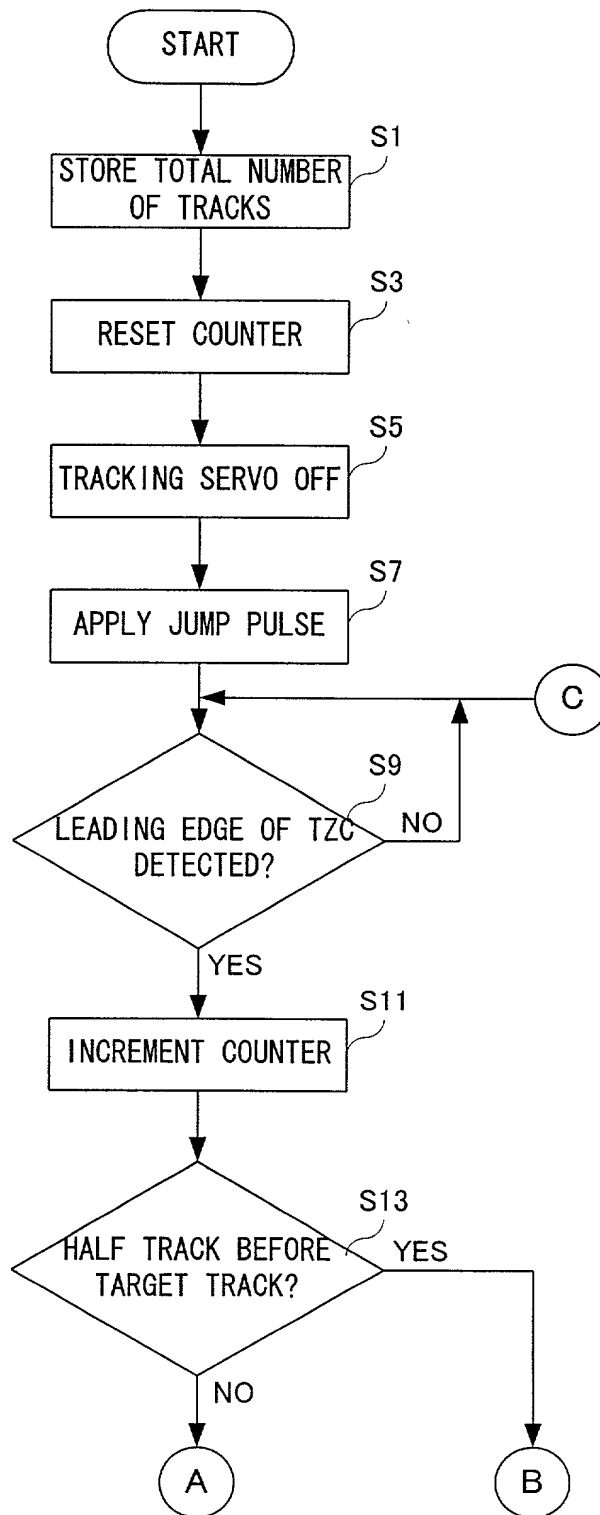 START
S1
STORE TOTAL NUMBER
OF TRACKS
S3
RESET COUNTER
S5
TRACKING SERVO OFF
S7
APPLY JUMP PULSE
C
S9
LEADING EDGE OF TZC
DETECTED?
NO
YES
S11
INCREMENT COUNTER
S13
HALF TRACK BEFORE
TARGET TRACK?
YES
NO
A
B